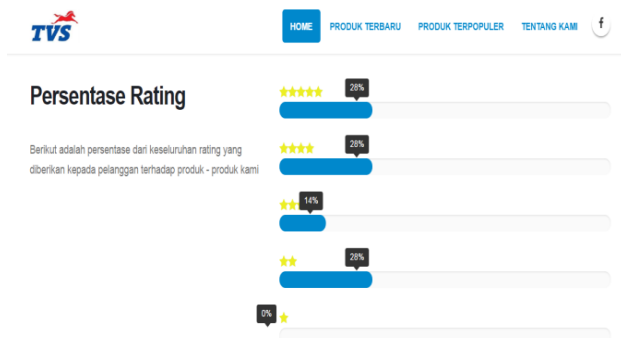 TVS
HOME PRODUK TERBARU PRODUK TERPOPULER TENTANG KAMI f
Persentase Rating
Berikut adalah persentase dari keseluruhan rating yang
diberikan kepada pelanggan terhadap produk - produk kami
28%
28%
14%
28%
0%